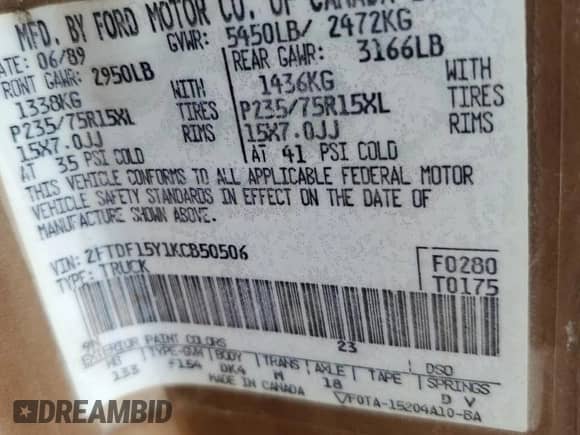 MFD. BY FORD MOTOR CO. OF CANADA
DATE: 06/89 GVWR: 5450LB/ 2472KG
FRONT GAWR: 2950LB REAR GAWR: 3166LB
1338KG WITH 1436KG WITH
P235/75R15XL TIRES P235/75R15XL TIRES
15X7.0JJ RIMS 15X7.0JJ RIMS
AT 35 PSI COLD AT 41 PSI COLD
THIS VEHICLE CONFORMS TO ALL APPLICABLE FEDERAL MOTOR
VEHICLE SAFETY STANDARDS IN EFFECT ON THE DATE OF
MANUFACTURE SHOWN ABOVE.
VIN: 2FTDF15Y1KCB50506 F0280
TYPE: TRUCK T0175
23
EXTERIOR PAINT COLORS DSO
WB TYPE-GVW BODY TRANS AXLE TAPE SPRINGS
133 F154 DK4 M 18 D V
MADE IN CANADA F0TA-15204A10-BA
DREAMBID